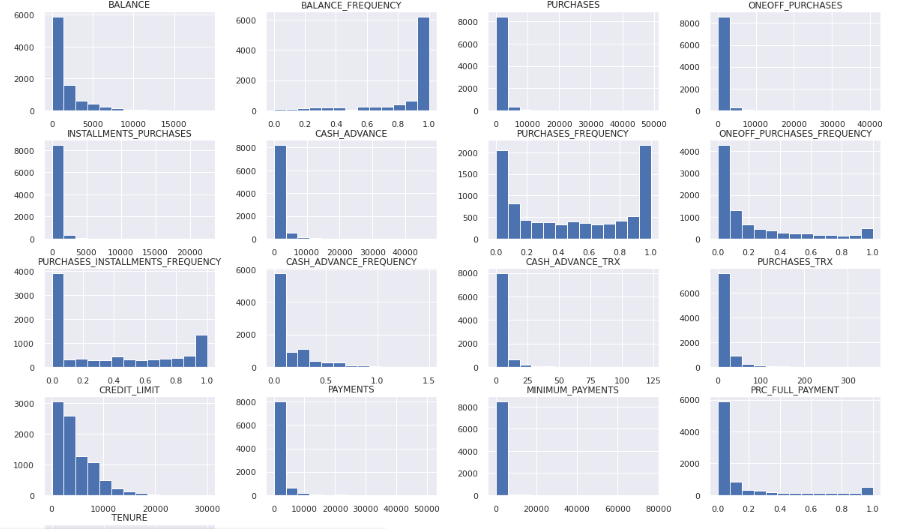 BALANCE BALANCE_FREQUENCY PURCHASES ONEOFF_PURCHASES
6000 6000 8000 8000
4000 4000 6000 6000
4000 4000
2000 2000 2000 2000
0 0 0 0
0 5000 10000 15000 0.0 0.2 0.4 0.6 0.8 1.0 0 10000 20000 30000 40000 50000 0 10000 20000 30000 40000
INSTALLMENTS_PURCHASES CASH_ADVANCE PURCHASES_FREQUENCY ONEOFF_PURCHASES_FREQUENCY
8000 8000 2000 4000
6000 6000 1500 3000
4000 4000 1000 2000
2000 2000 500 1000
0 0 0 0
0 5000 10000 15000 20000 0 10000 20000 30000 40000 0.0 0.2 0.4 0.6 0.8 1.0 0.0 0.2 0.4 0.6 0.8 1.0
PURCHASES_INSTALLMENTS_FREQUENCY CASH_ADVANCE_FREQUENCY CASH_ADVANCE_TRX PURCHASES_TRX
4000 6000 8000
3000 4000 6000 6000
2000 4000 4000
1000 2000 2000 2000
0 0 0 0
0.0 0.2 0.4 0.6 0.8 1.0 0.0 0.5 1.0 1.5 0 25 50 75 100 125 0 100 200 300
CREDIT_LIMIT PAYMENTS MINIMUM_PAYMENTS PRC_FULL_PAYMENT
3000 8000 8000 6000
2000 6000 6000 4000
4000 4000
1000 2000 2000 2000
0 0 0 0
0 10000 20000 30000 0 10000 20000 30000 40000 50000 0 20000 40000 60000 80000 0.0 0.2 0.4 0.6 0.8 1.0
TENURE